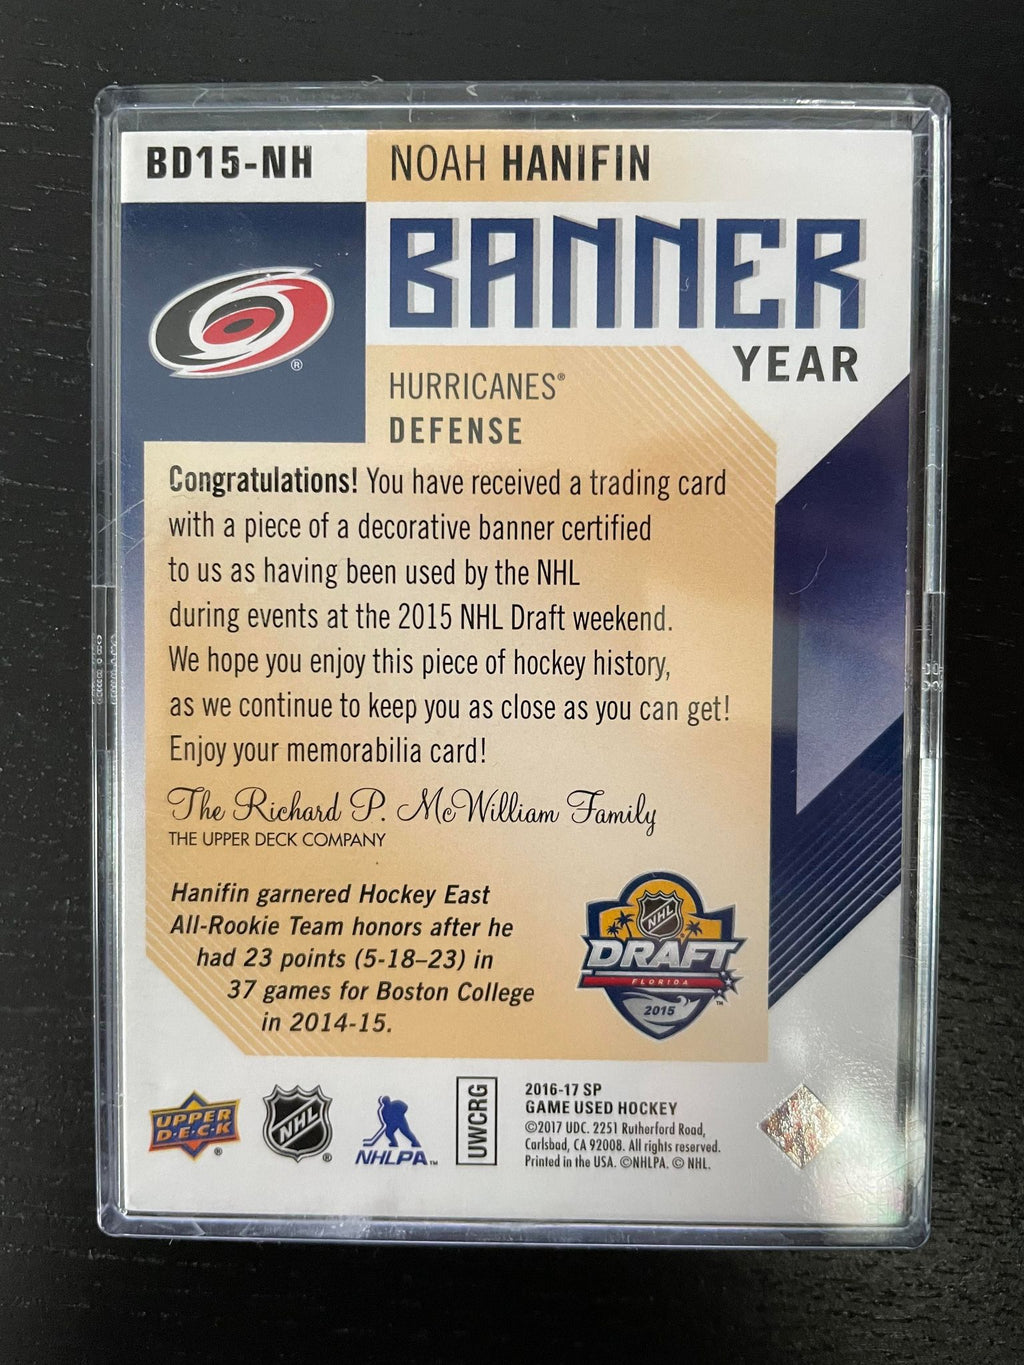 BD15-NH
NOAH HANIFIN
BANNER
YEAR
®
HURRICANES®
DEFENSE
Congratulations! You have received a trading card
with a piece of a decorative banner certified
to us as having been used by the NHL
during events at the 2015 NHL Draft weekend.
We hope you enjoy this piece of hockey history,
as we continue to keep you as close as you can get!
Enjoy your memorabilia card!
The Richard P. McWilliam Family
THE UPPER DECK COMPANY
Hanifin garnered Hockey East
All-Rookie Team honors after he
had 23 points (5-18–23) in
37 games for Boston College
in 2014-15.
NHL
DRAFT
FLORIDA
2015
™
UPPER
D·E·C·K
®
NHL
®
NHLPA™
UWCRG
2016-17 SP
GAME USED HOCKEY
©2017 UDC. 2251 Rutherford Road,
Carlsbad, CA 92008. All rights reserved.
Printed in the USA. ©NHLPA. © NHL.